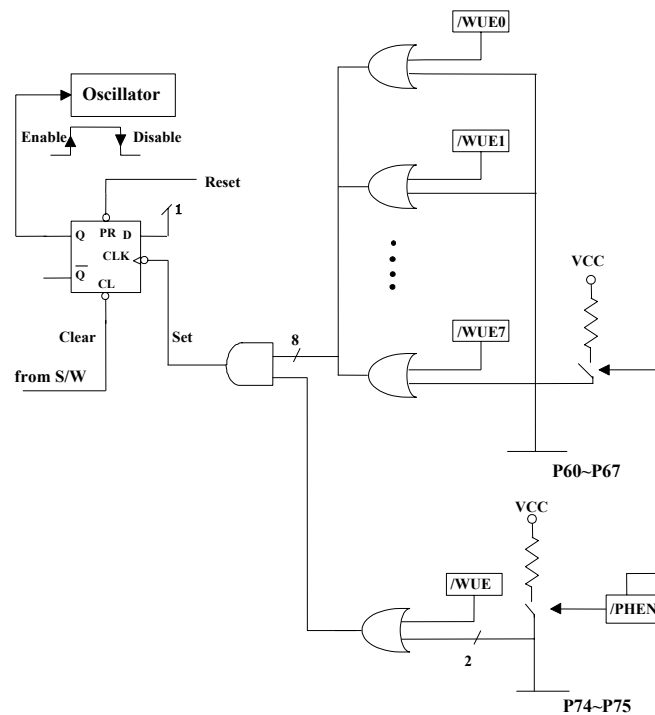 /WUE0
Oscillator
Enable
Disable
/WUE1
Reset
1
Q
PR
D
CLK
Q
CL
VCC
Clear
Set
8
/WUE7
from S/W
P60~P67
VCC
/WUE
/PHEN
2
P74~P75